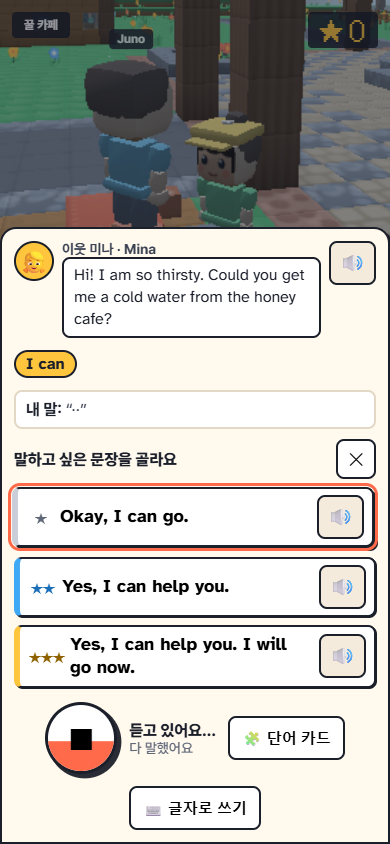 꿀 카페
Juno
0
이웃 미나 · Mina
Hi! I am so thirsty. Could you get
me a cold water from the honey
cafe?
I can
내 말: “··”
말하고 싶은 문장을 골라요
Okay, I can go.
Yes, I can help you.
Yes, I can help you. I will
go now.
듣고 있어요...
다 말했어요
단어 카드
글자로 쓰기